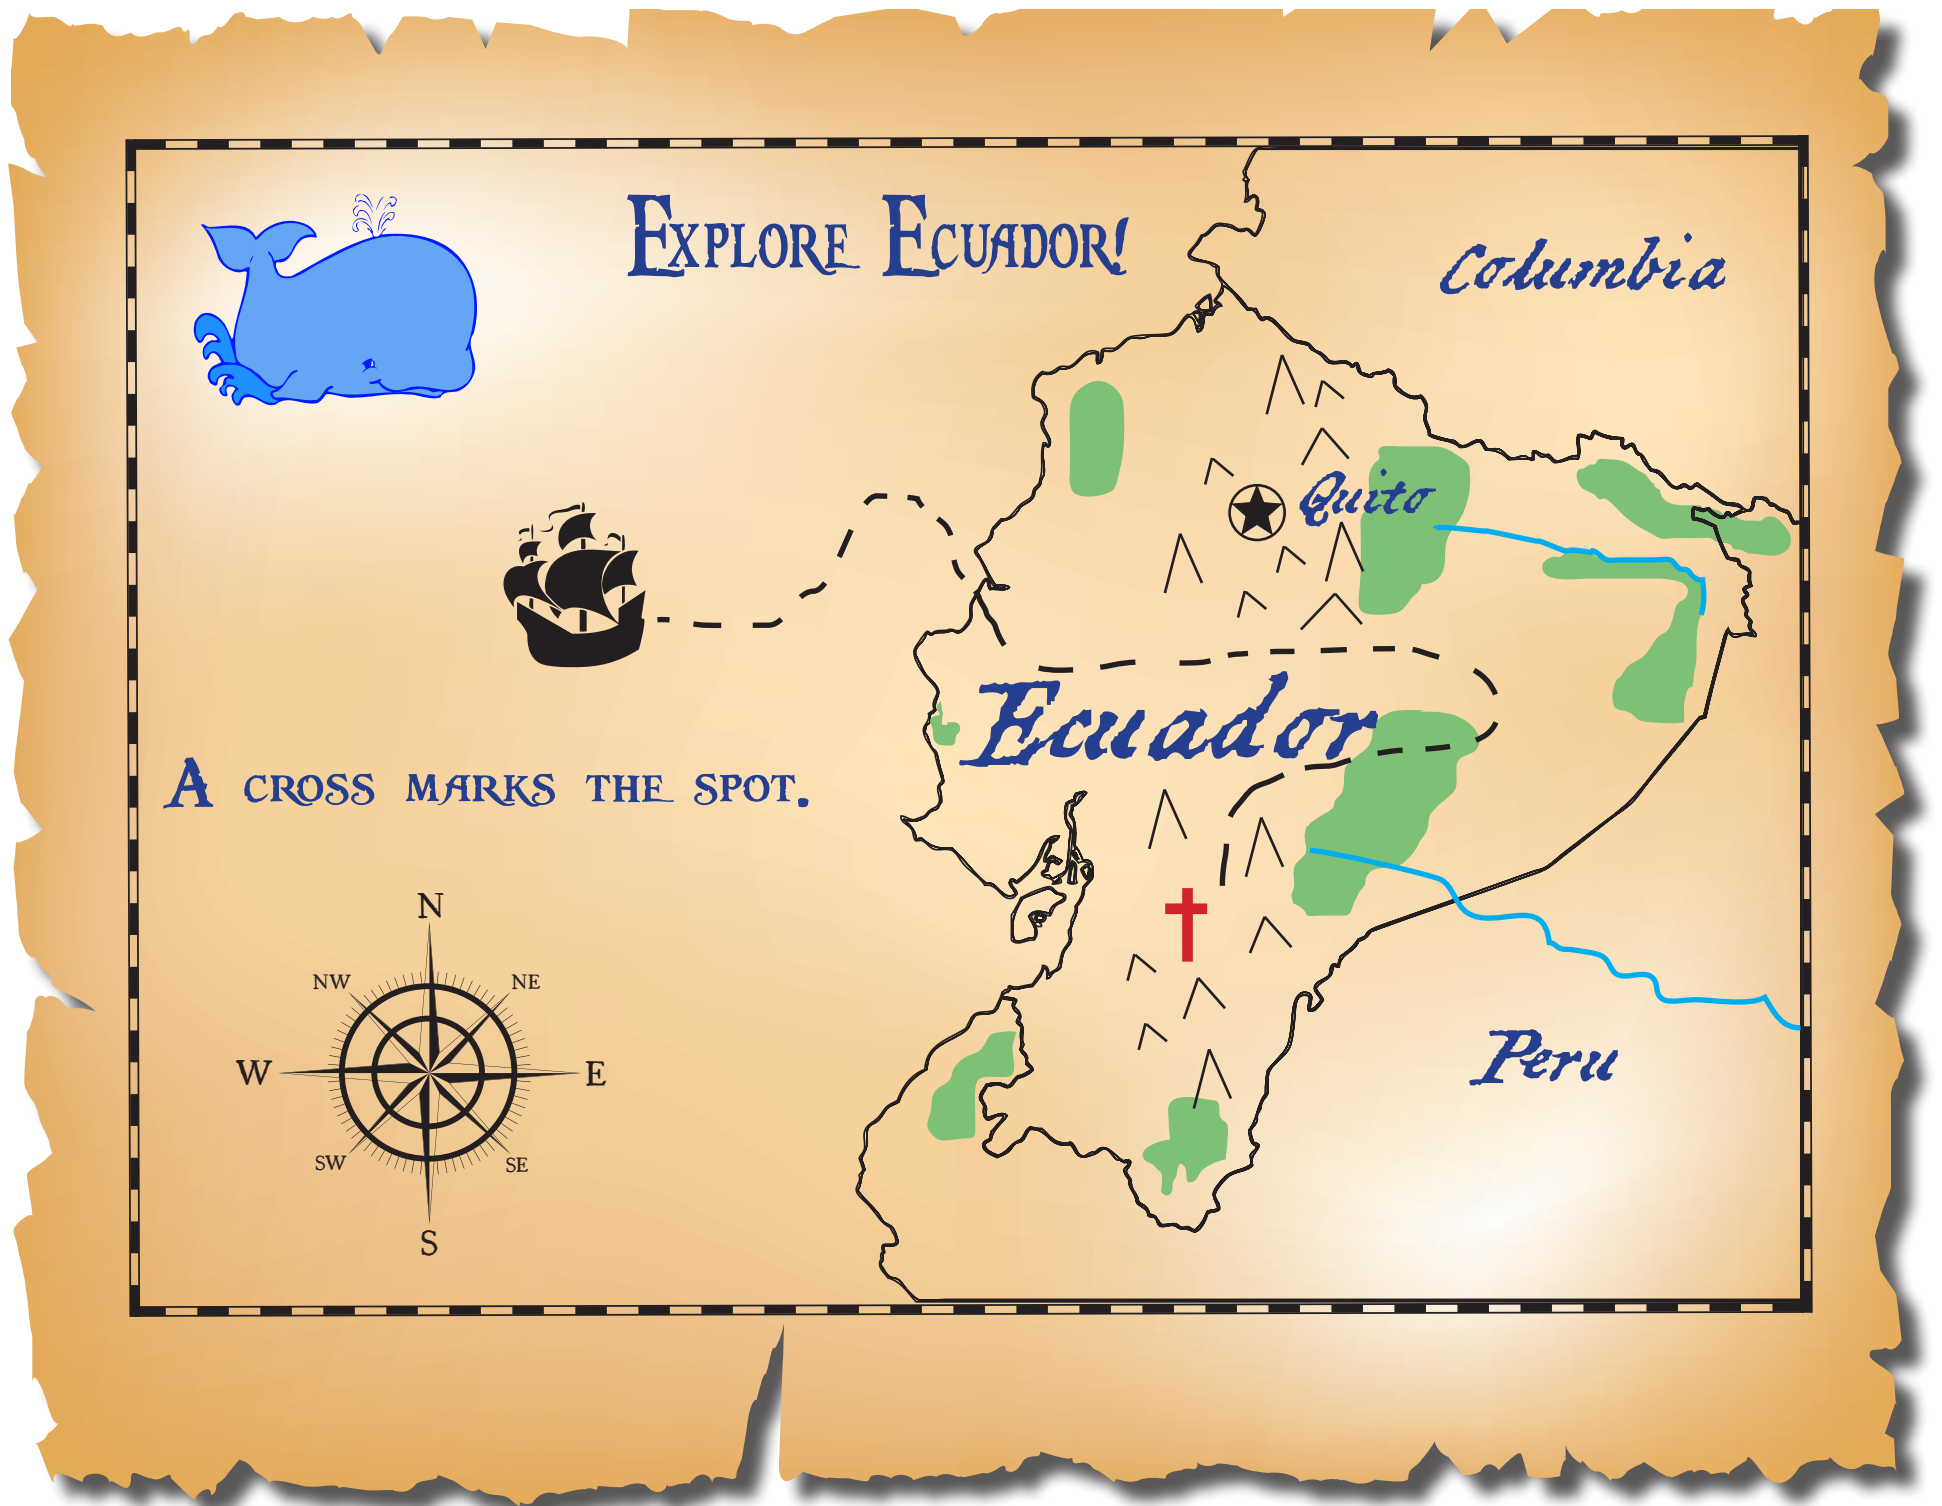 Explore Ecuador!
Columbia
Quito
Ecuador
A cross marks the spot.
N
NW NE
W E
SW SE
S
Peru